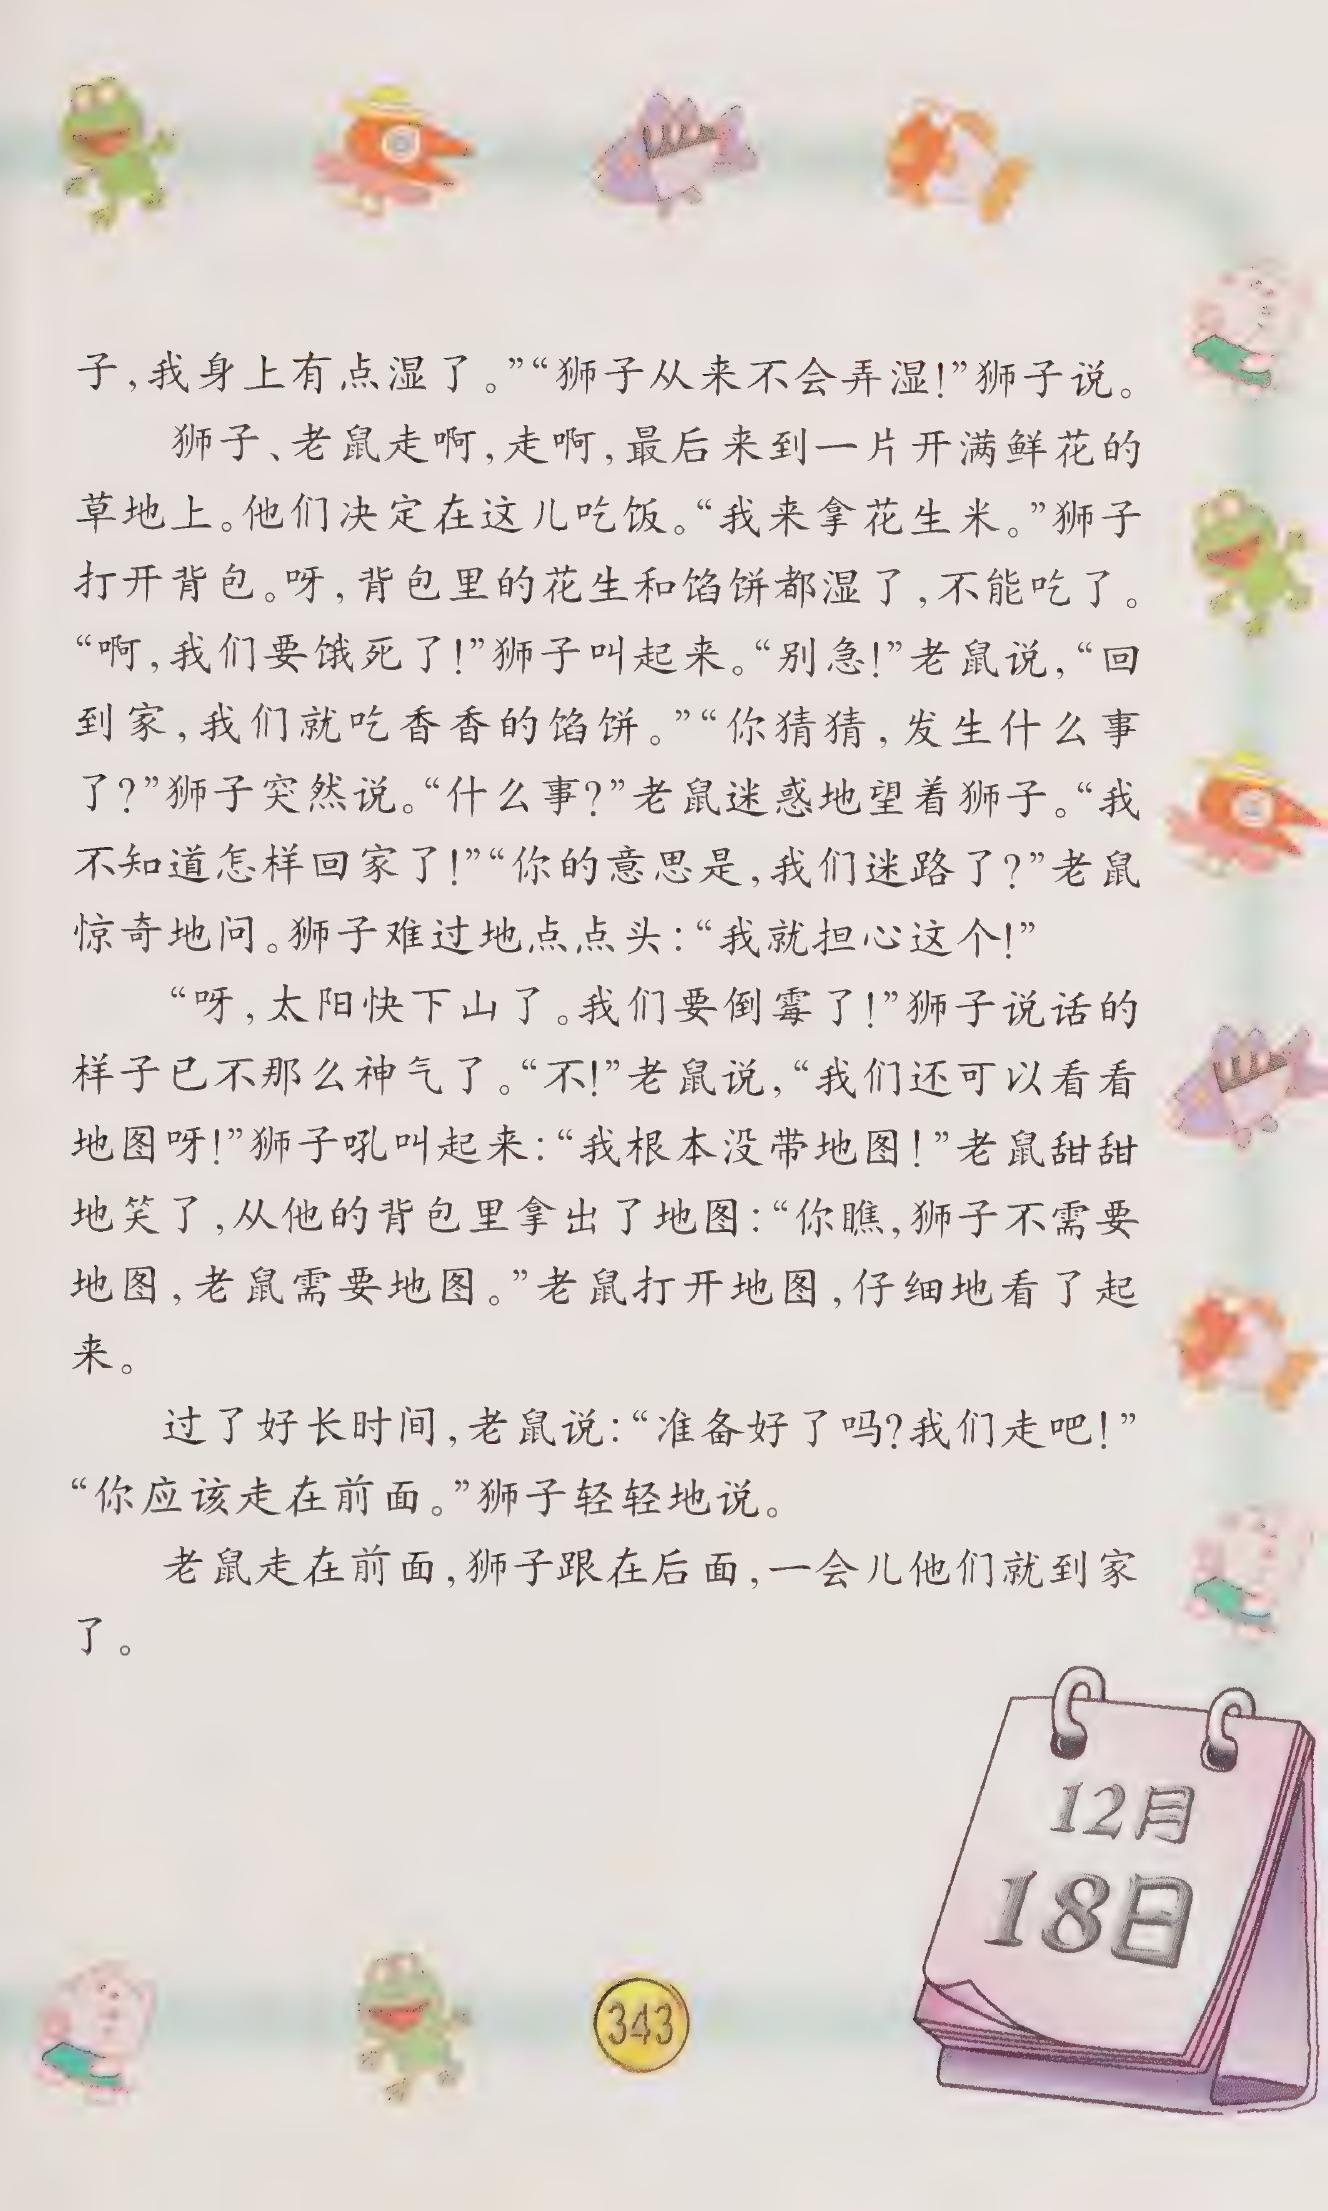 子，我身上有点湿了。”“狮子从来不会弄湿！”狮子说。
狮子、老鼠走啊，走啊，最后来到一片开满鲜花的
草地上。他们决定在这儿吃饭。“我来拿花生米。”狮子
打开背包。呀，背包里的花生和馅饼都湿了，不能吃了。
“啊，我们要饿死了！”狮子叫起来。“别急！”老鼠说，“回
到家，我们就吃香香的馅饼。”“你猜猜，发生什么事
了？”狮子突然说。“什么事？”老鼠迷惑地望着狮子。“我
不知道怎样回家了！”“你的意思是，我们迷路了？”老鼠
惊奇地问。狮子难过地点点头：“我就担心这个！”
“呀，太阳快下山了。我们要倒霉了！”狮子说话的
样子已不那么神气了。“不！”老鼠说，“我们还可以看看
地图呀！”狮子吼叫起来：“我根本没带地图！”老鼠甜甜
地笑了，从他的背包里拿出了地图：“你瞧，狮子不需要
地图，老鼠需要地图。”老鼠打开地图，仔细地看了起
来。
过了好长时间，老鼠说：“准备好了吗？我们走吧！”
“你应该走在前面。”狮子轻轻地说。
老鼠走在前面，狮子跟在后面，一会儿他们就到家
了。
12月
18日
343